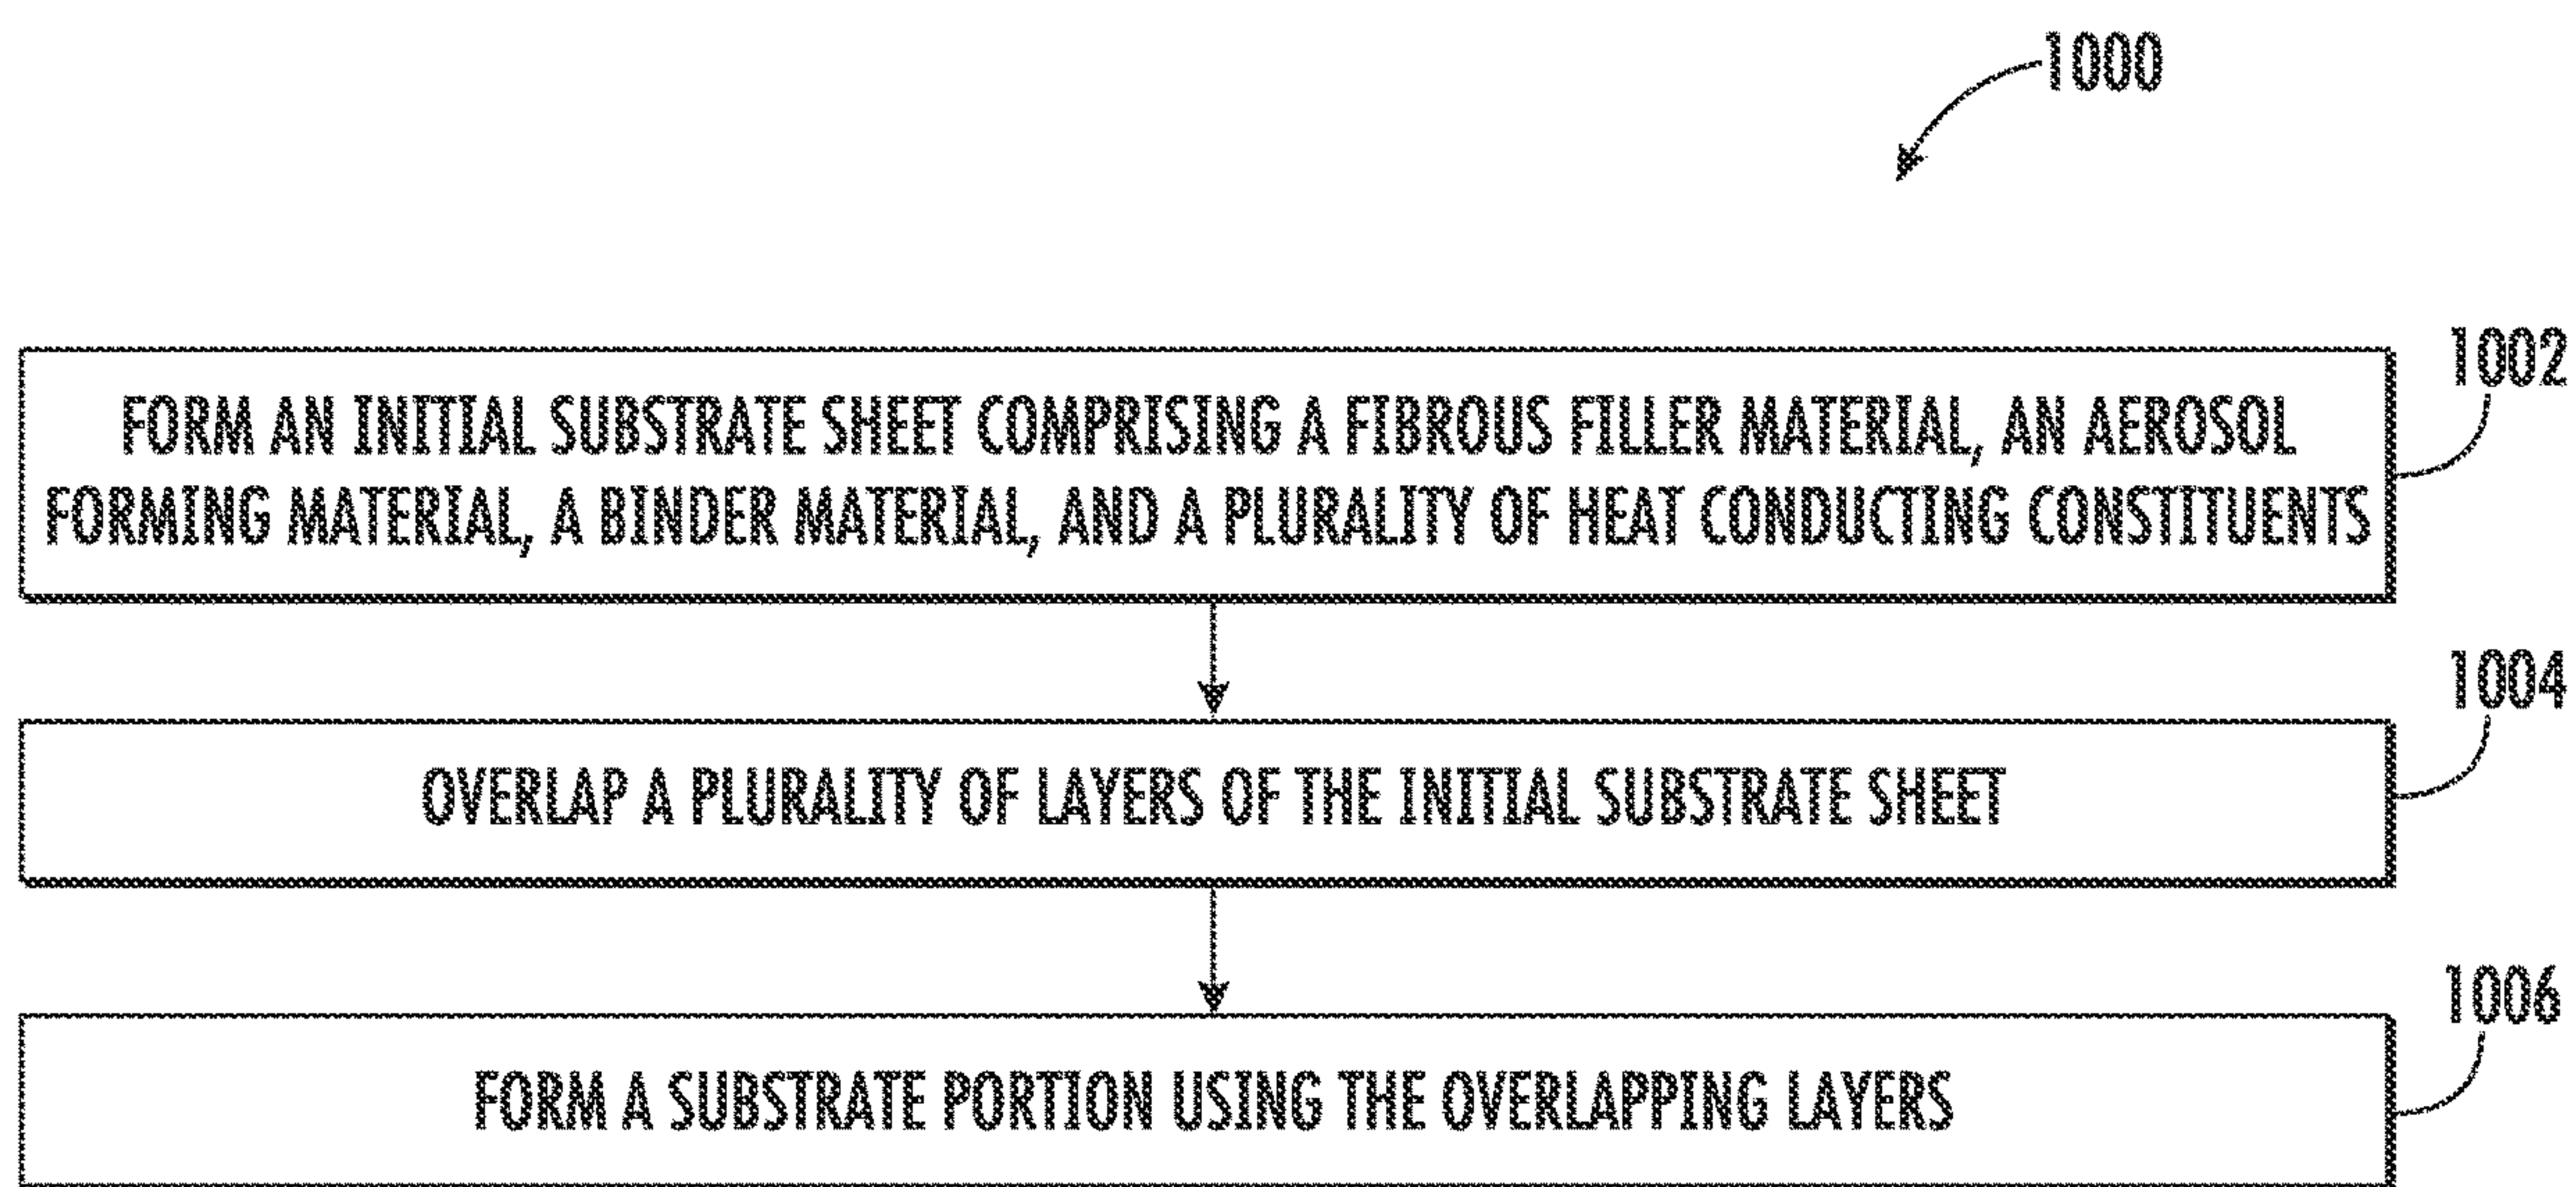 1000
1002
FORM AN INITIAL SUBSTRATE SHEET COMPRISING A FIBROUS FILLER MATERIAL, AN AEROSOL
FORMING MATERIAL, A BINDER MATERIAL, AND A PLURALITY OF HEAT CONDUCTING CONSTITUENTS
1004
OVERLAP A PLURALITY OF LAYERS OF THE INITIAL SUBSTRATE SHEET
1006
FORM A SUBSTRATE PORTION USING THE OVERLAPPING LAYERS